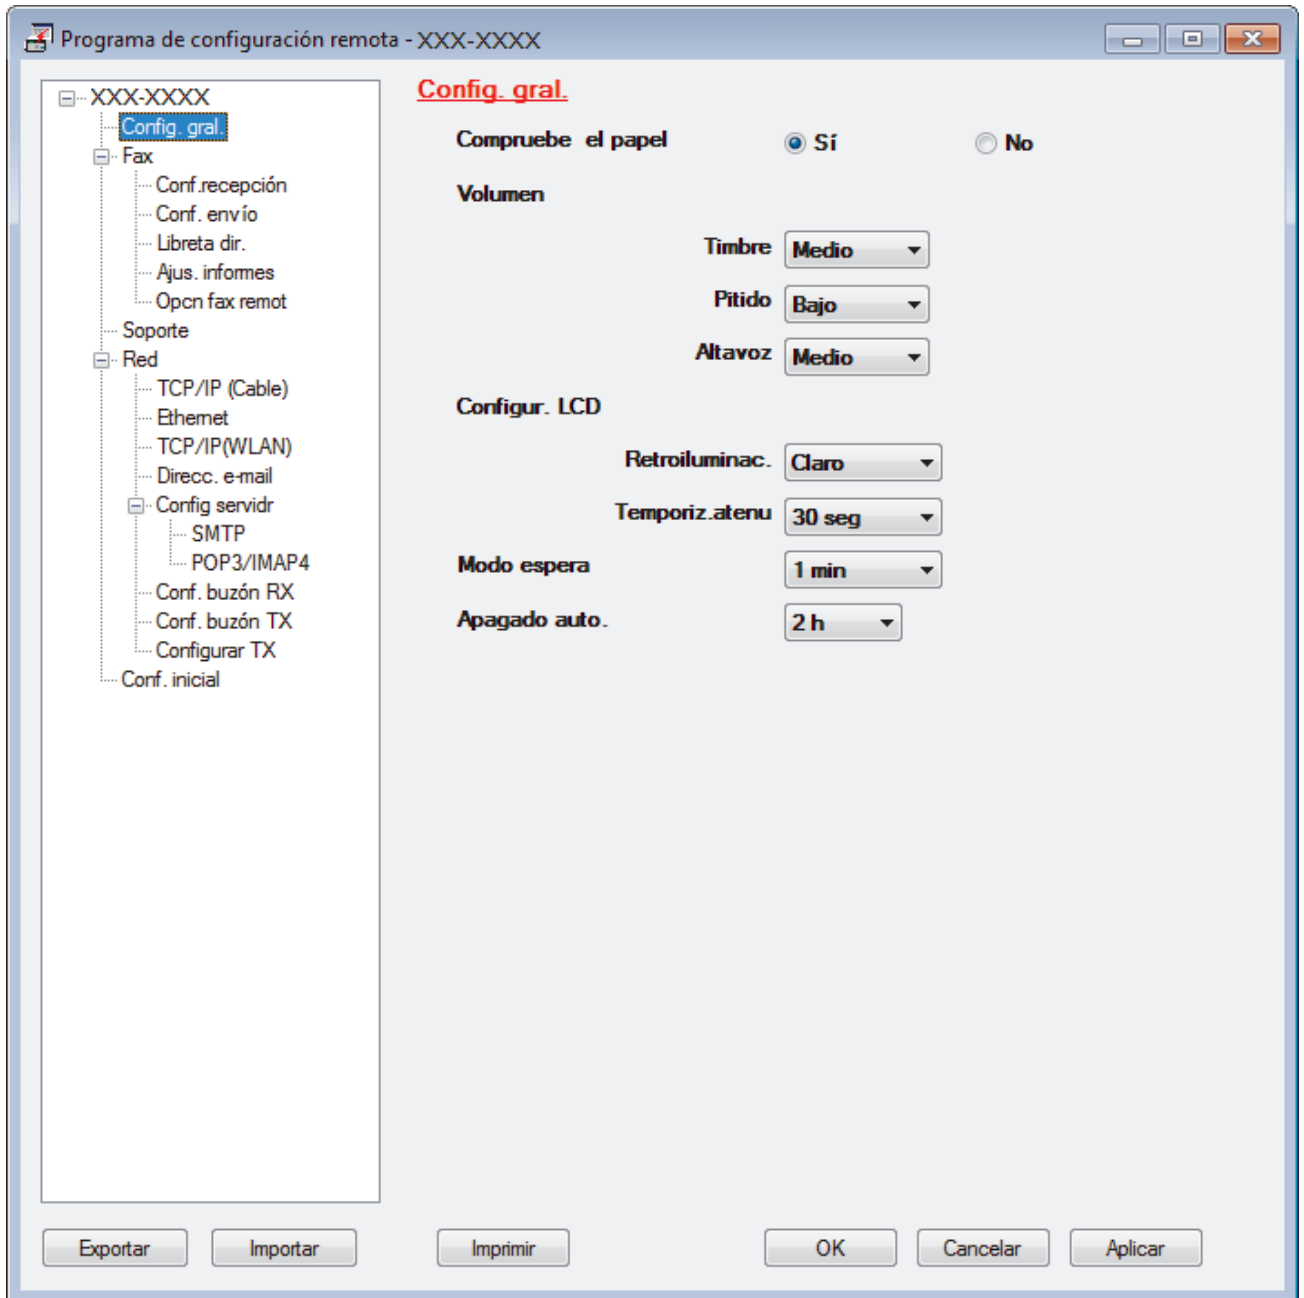 Programa de configuración remota - XXX-XXXX
XXX-XXXX
Config. gral.
Fax
Conf.recepción
Conf. envío
Libreta dir.
Ajus. informes
Opcn fax remot
Soporte
Red
TCP/IP (Cable)
Ethernet
TCP/IP(WLAN)
Direcc. e-mail
Config servidr
SMTP
POP3/IMAP4
Conf. buzón RX
Conf. buzón TX
Configurar TX
Conf. inicial
Config. gral.
Compruebe el papel Sí No
Volumen
Timbre Medio
Pitido Bajo
Altavoz Medio
Configur. LCD
Retroiluminac. Claro
Temporiz.atenu 30 seg
Modo espera 1 min
Apagado auto. 2 h
Exportar Importar Imprimir OK Cancelar Aplicar